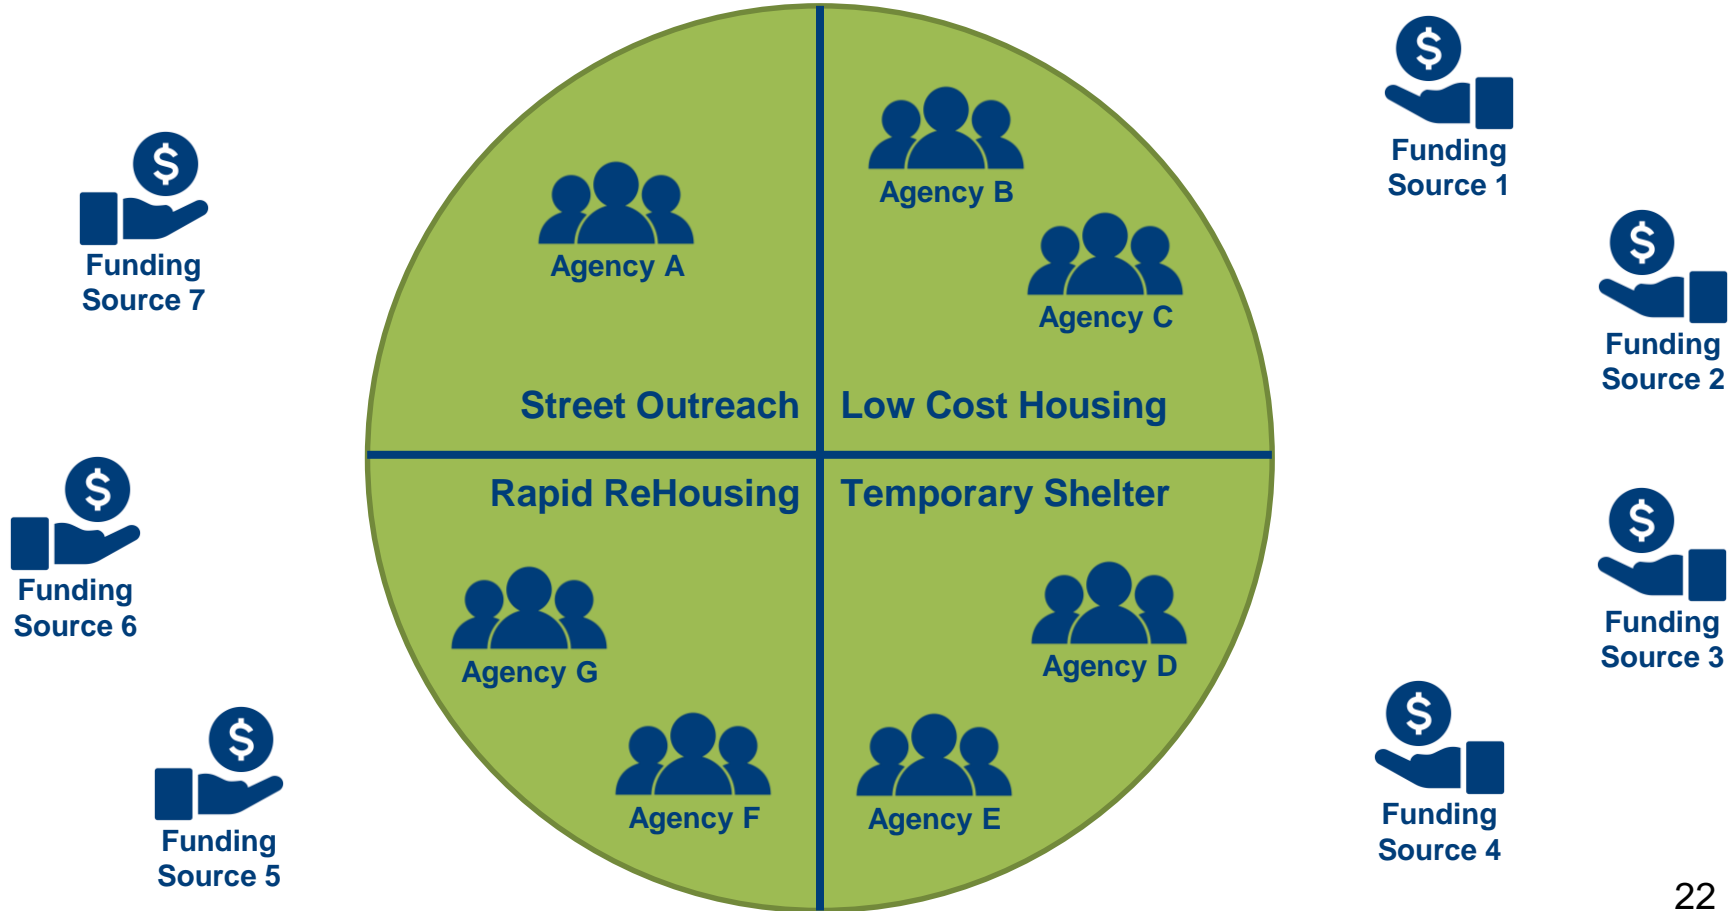 Funding
Source 1
Agency B
Funding
Source 7
Agency A
Agency C
Funding
Source 2
Street Outreach
Low Cost Housing
Rapid ReHousing
Temporary Shelter
Funding
Source 6
Funding
Source 3
Agency G
Agency D
Agency F
Agency E
Funding
Source 5
Funding
Source 4
22